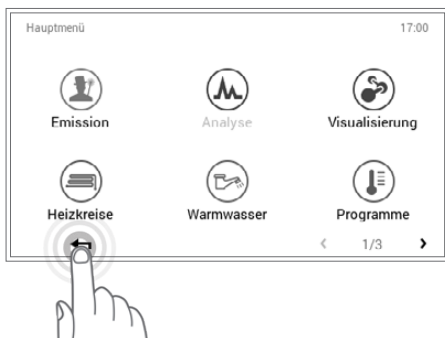 Hauptmenü 17:00
Emission Analyse Visualisierung
Heizkreise Warmwasser Programme
1/3